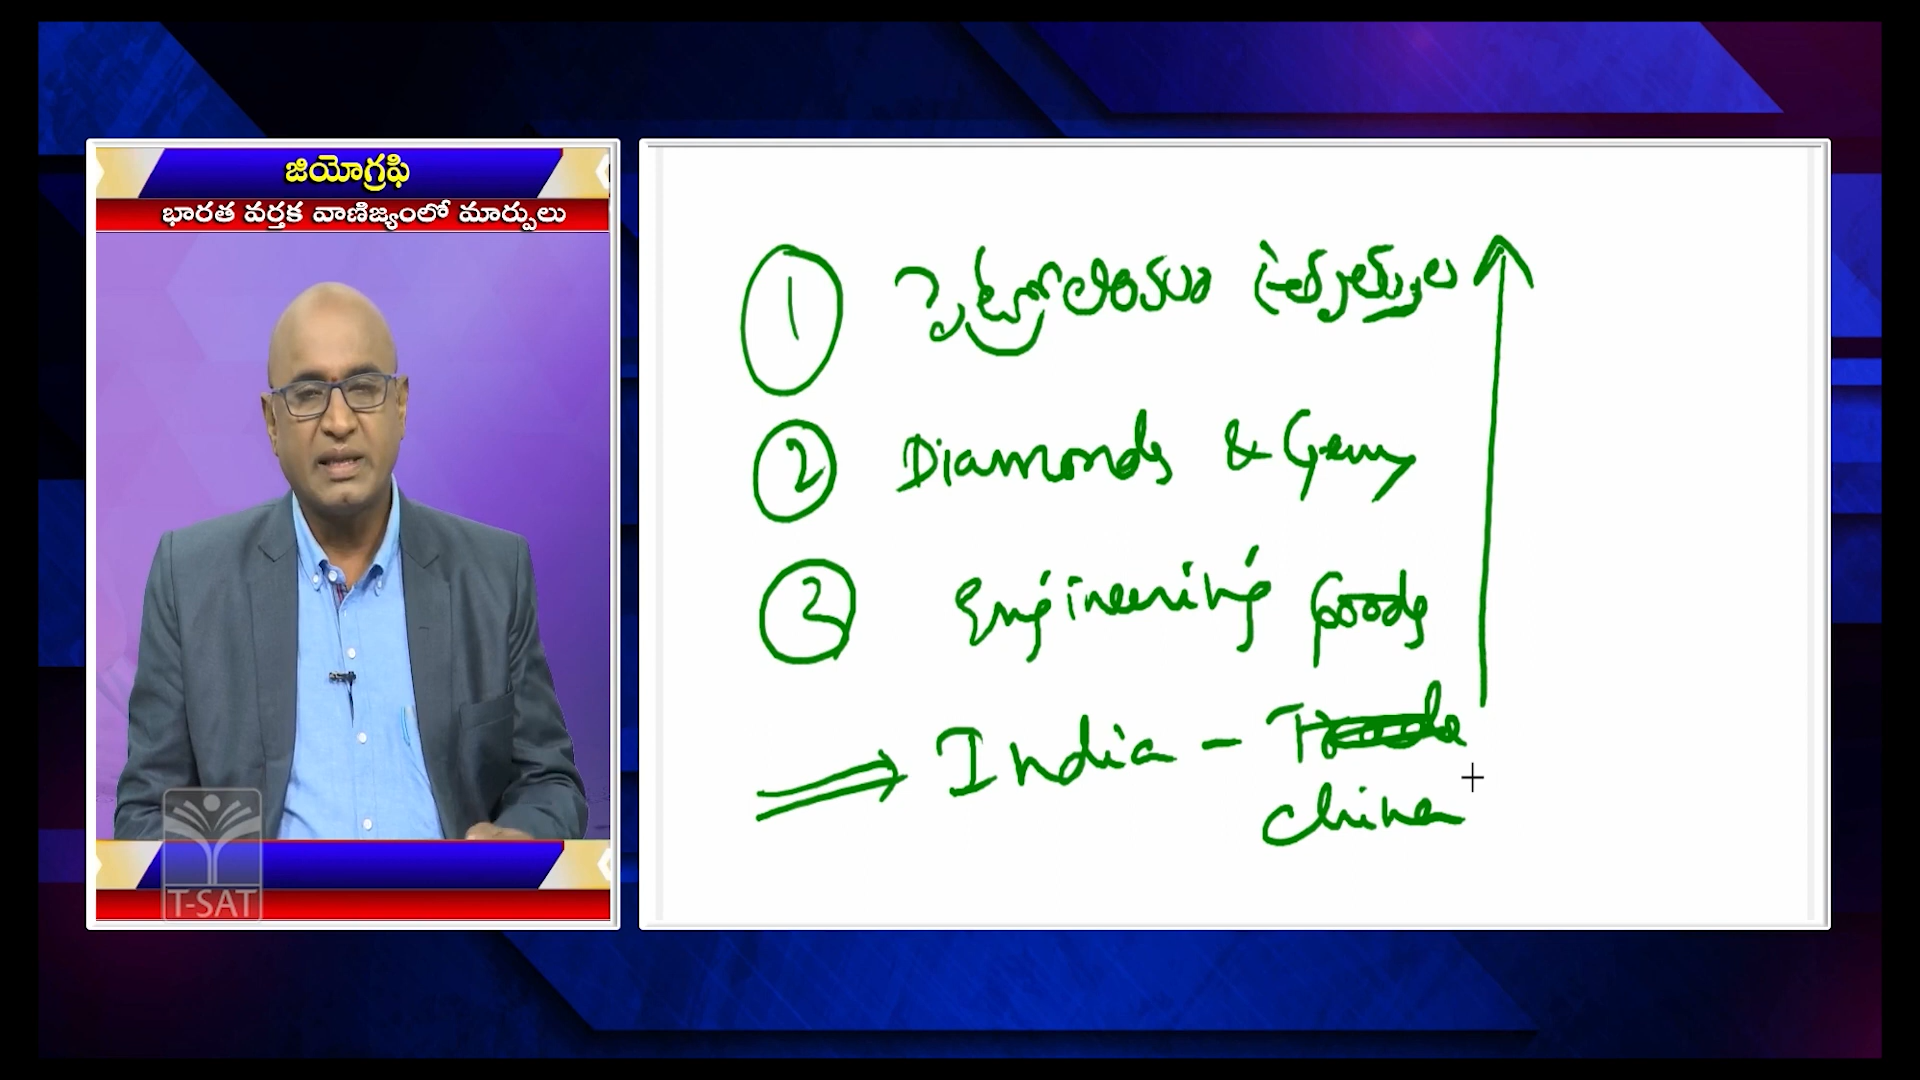 జియోగ్రఫి
భారత వర్తక వాణిజ్యంలో మార్పులు
1 పెట్రోలియం ఉత్పత్తుల
2 Diamonds & Gems
3 Engineering goods
India -
China
T-SAT